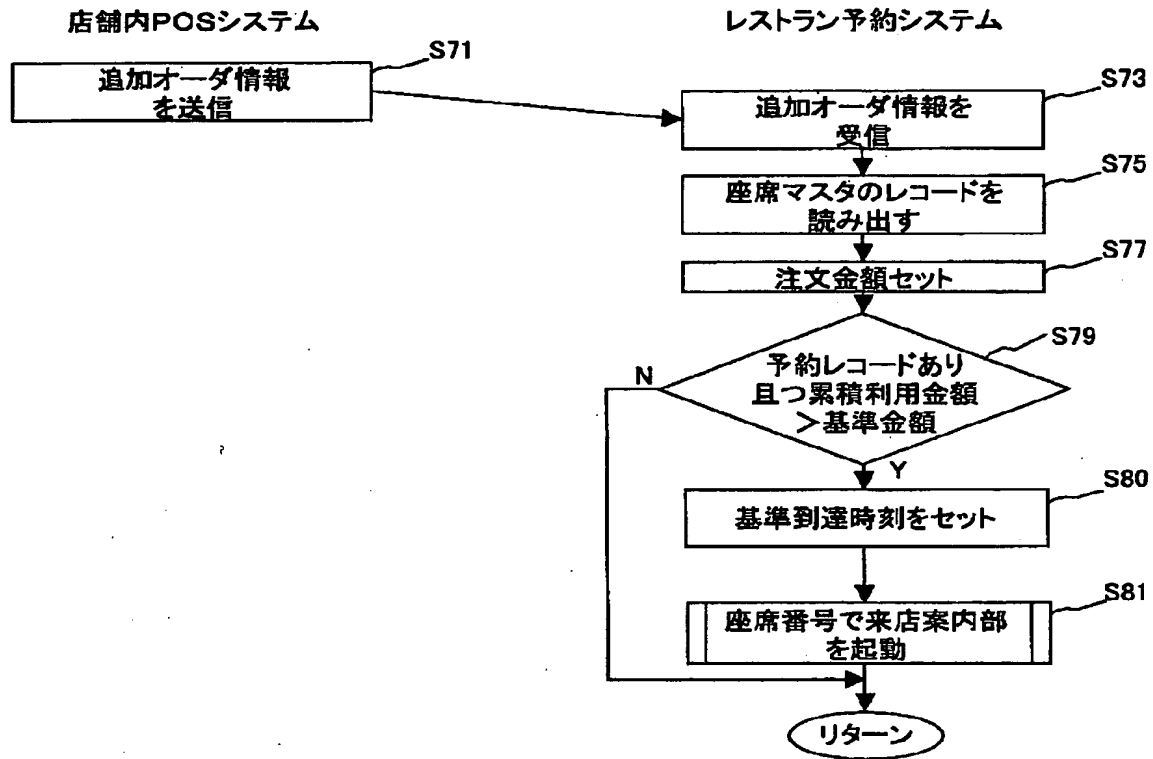 店舗内POSシステム
レストラン予約システム
S71
追加オーダ情報
を送信
S73
追加オーダ情報を
受信
S75
座席マスタのレコードを
読み出す
S77
注文金額セット
S79
予約レコードあり
且つ累積利用金額
＞基準金額
N
Y
S80
基準到達時刻をセット
S81
座席番号で来店案内部
を起動
リターン